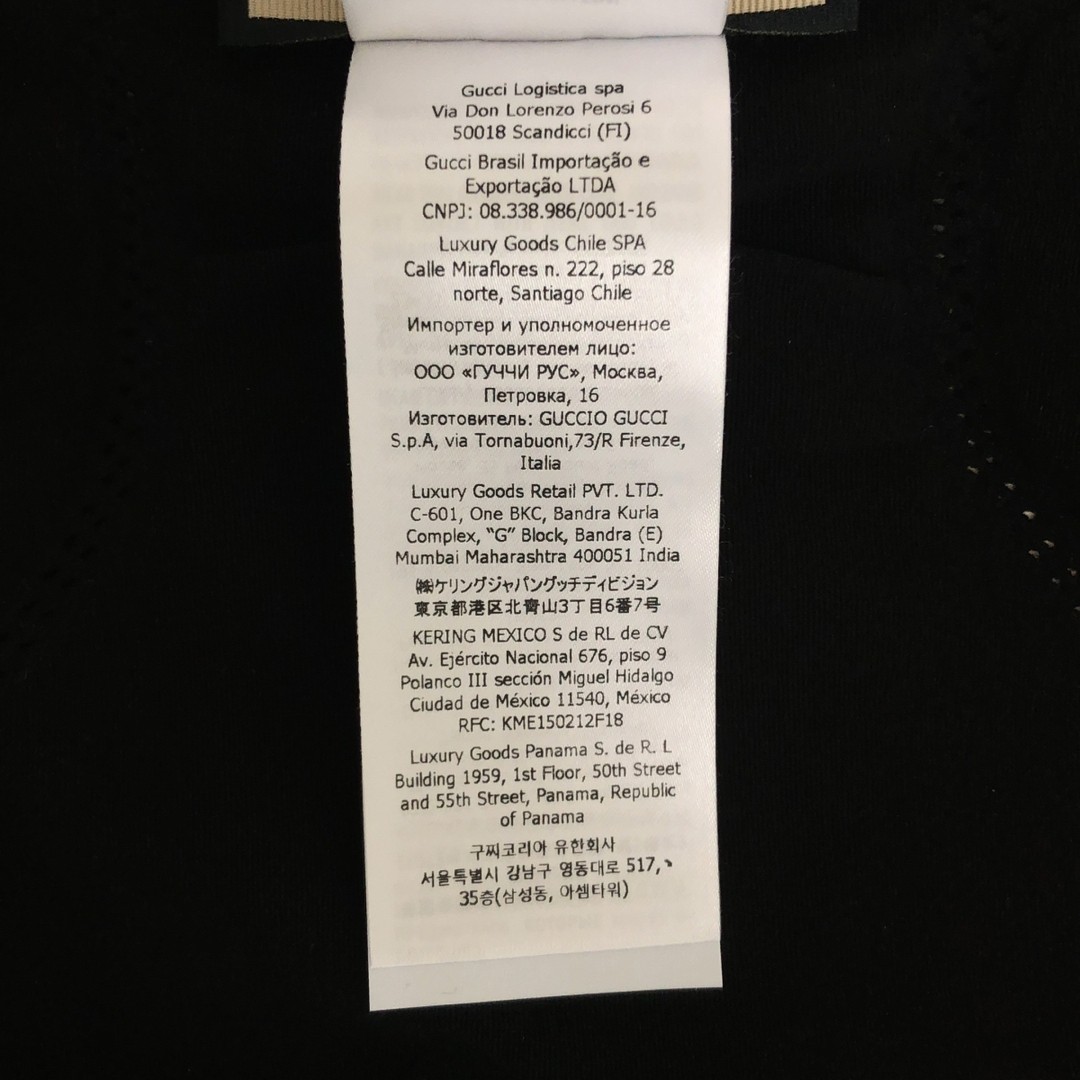 Gucci Logistica spa
Via Don Lorenzo Perosi 6
50018 Scandicci (FI)
Gucci Brasil Importação e
Exportação LTDA
CNPJ: 08.338.986/0001-16
Luxury Goods Chile SPA
Calle Miraflores n. 222, piso 28
norte, Santiago Chile
Импортер и уполномоченное
изготовителем лицо:
ООО «ГУЧЧИ РУС», Москва,
Петровка, 16
Изготовитель: GUCCIO GUCCI
S.p.A, via Tornabuoni,73/R Firenze,
Italia
Luxury Goods Retail PVT. LTD.
C-601, One BKC, Bandra Kurla
Complex, "G" Block, Bandra (E)
Mumbai Maharashtra 400051 India
㈱ケリングジャパングッチディビジョン
東京都港区北青山3丁目6番7号
KERING MEXICO S de RL de CV
Av. Ejército Nacional 676, piso 9
Polanco III sección Miguel Hidalgo
Ciudad de México 11540, México
RFC: KME150212F18
Luxury Goods Panama S. de R. L
Building 1959, 1st Floor, 50th Street
and 55th Street, Panama, Republic
of Panama
구찌코리아 유한회사
서울특별시 강남구 영동대로 517,
35층(삼성동, 아셈타워)